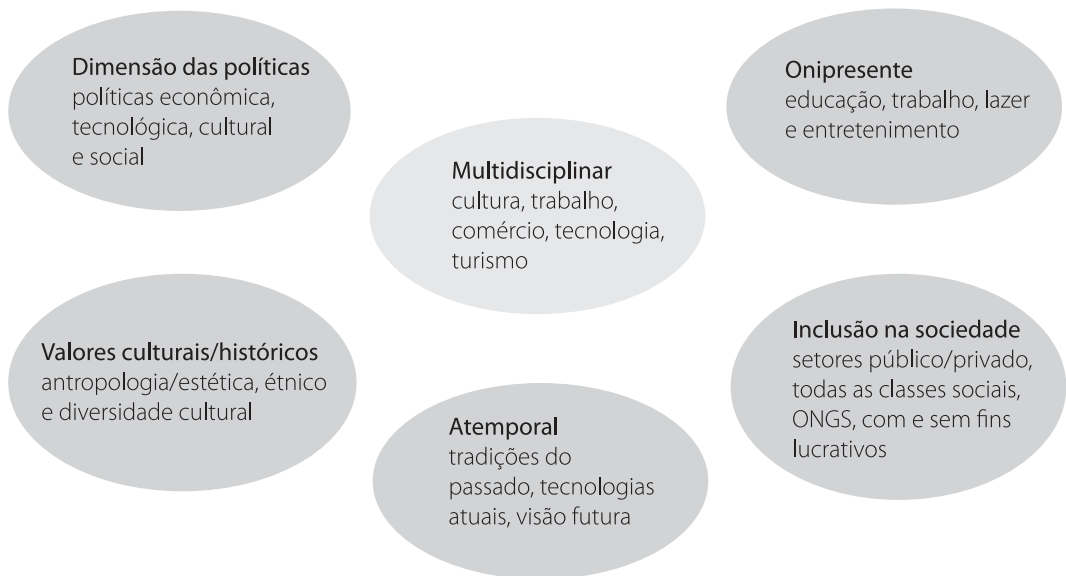 Dimensão das políticas
políticas econômica,
tecnológica, cultural
e social
Multidisciplinar
cultura, trabalho,
comércio, tecnologia,
turismo
Onipresente
educação, trabalho, lazer
e entretenimento
Valores culturais/históricos
antropologia/estética, étnico
e diversidade cultural
Atemporal
tradições do
passado, tecnologias
atuais, visão futura
Inclusão na sociedade
setores público/privado,
todas as classes sociais,
ONGS, com e sem fins
lucrativos